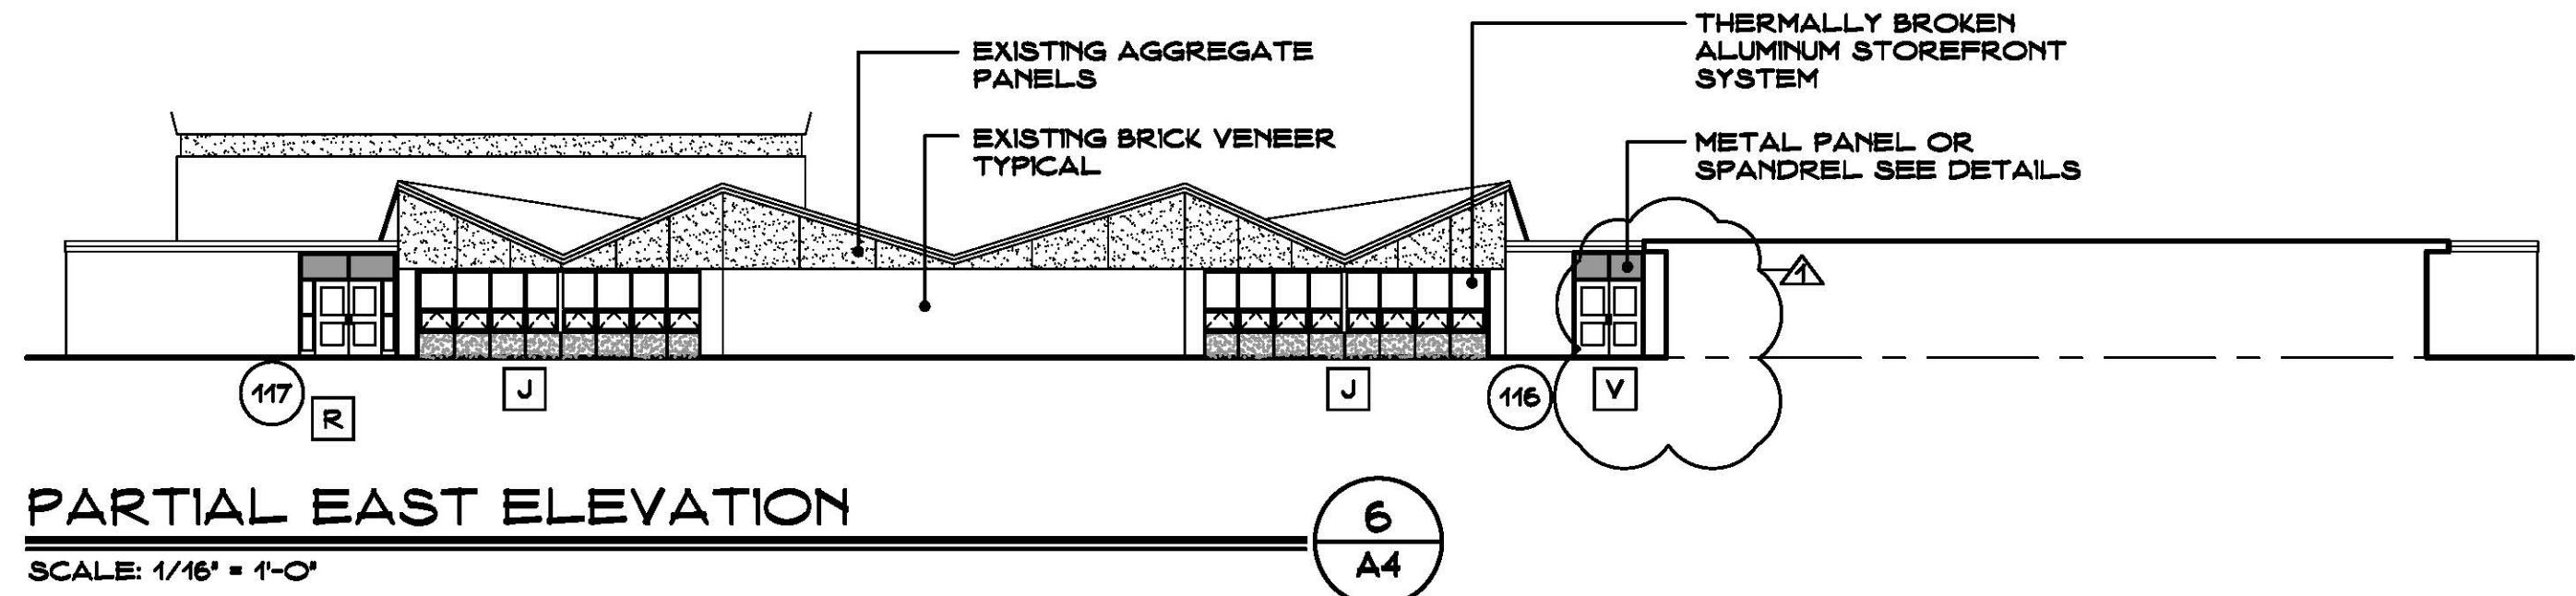 EXISTING AGGREGATE
PANELS
EXISTING BRICK VENEER
TYPICAL
THERMALLY BROKEN
ALUMINUM STOREFRONT
SYSTEM
METAL PANEL OR
SPANDREL SEE DETAILS
1
117
R
J
J
116
V
PARTIAL EAST ELEVATION
SCALE: 1/16" = 1'-0"
6
A4